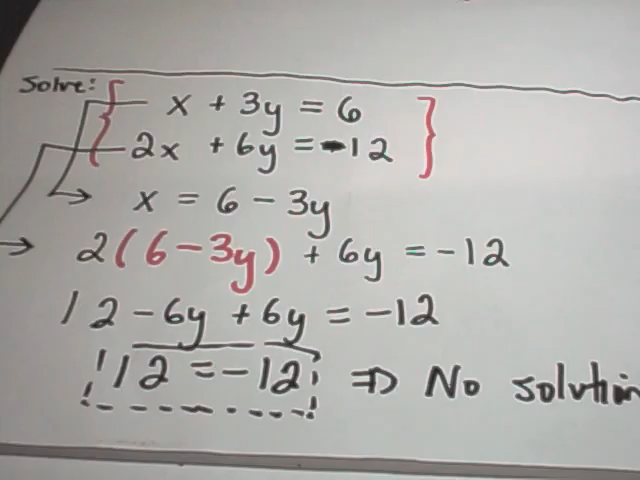 Solve:
x + 3y = 6
2x + 6y = -12
x = 6 - 3y
2(6-3y) + 6y = -12
12 - 6y + 6y = -12
12 = -12 ⇒ No solution